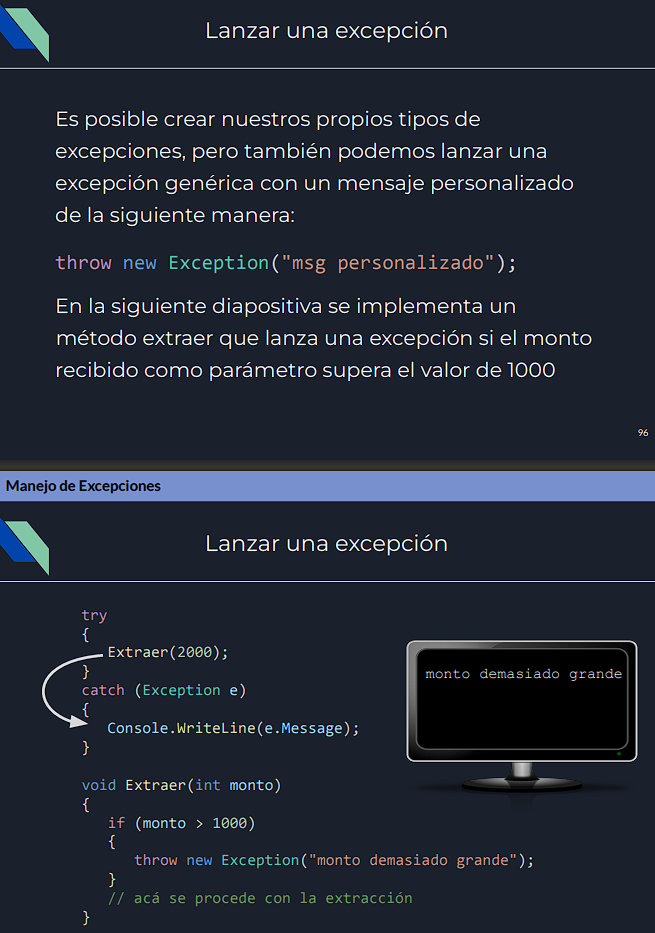 Lanzar una excepción
Es posible crear nuestros propios tipos de
excepciones, pero también podemos lanzar una
excepción genérica con un mensaje personalizado
de la siguiente manera:
throw new Exception("msg personalizado");
En la siguiente diapositiva se implementa un
método extraer que lanza una excepción si el monto
recibido como parámetro supera el valor de 1000
96
Manejo de Excepciones
Lanzar una excepción
try
{
Extraer(2000);
}
catch (Exception e)
{
Console.WriteLine(e.Message);
}
monto demasiado grande
void Extraer(int monto)
{
if (monto > 1000)
{
throw new Exception("monto demasiado grande");
}
// acá se procede con la extracción
}